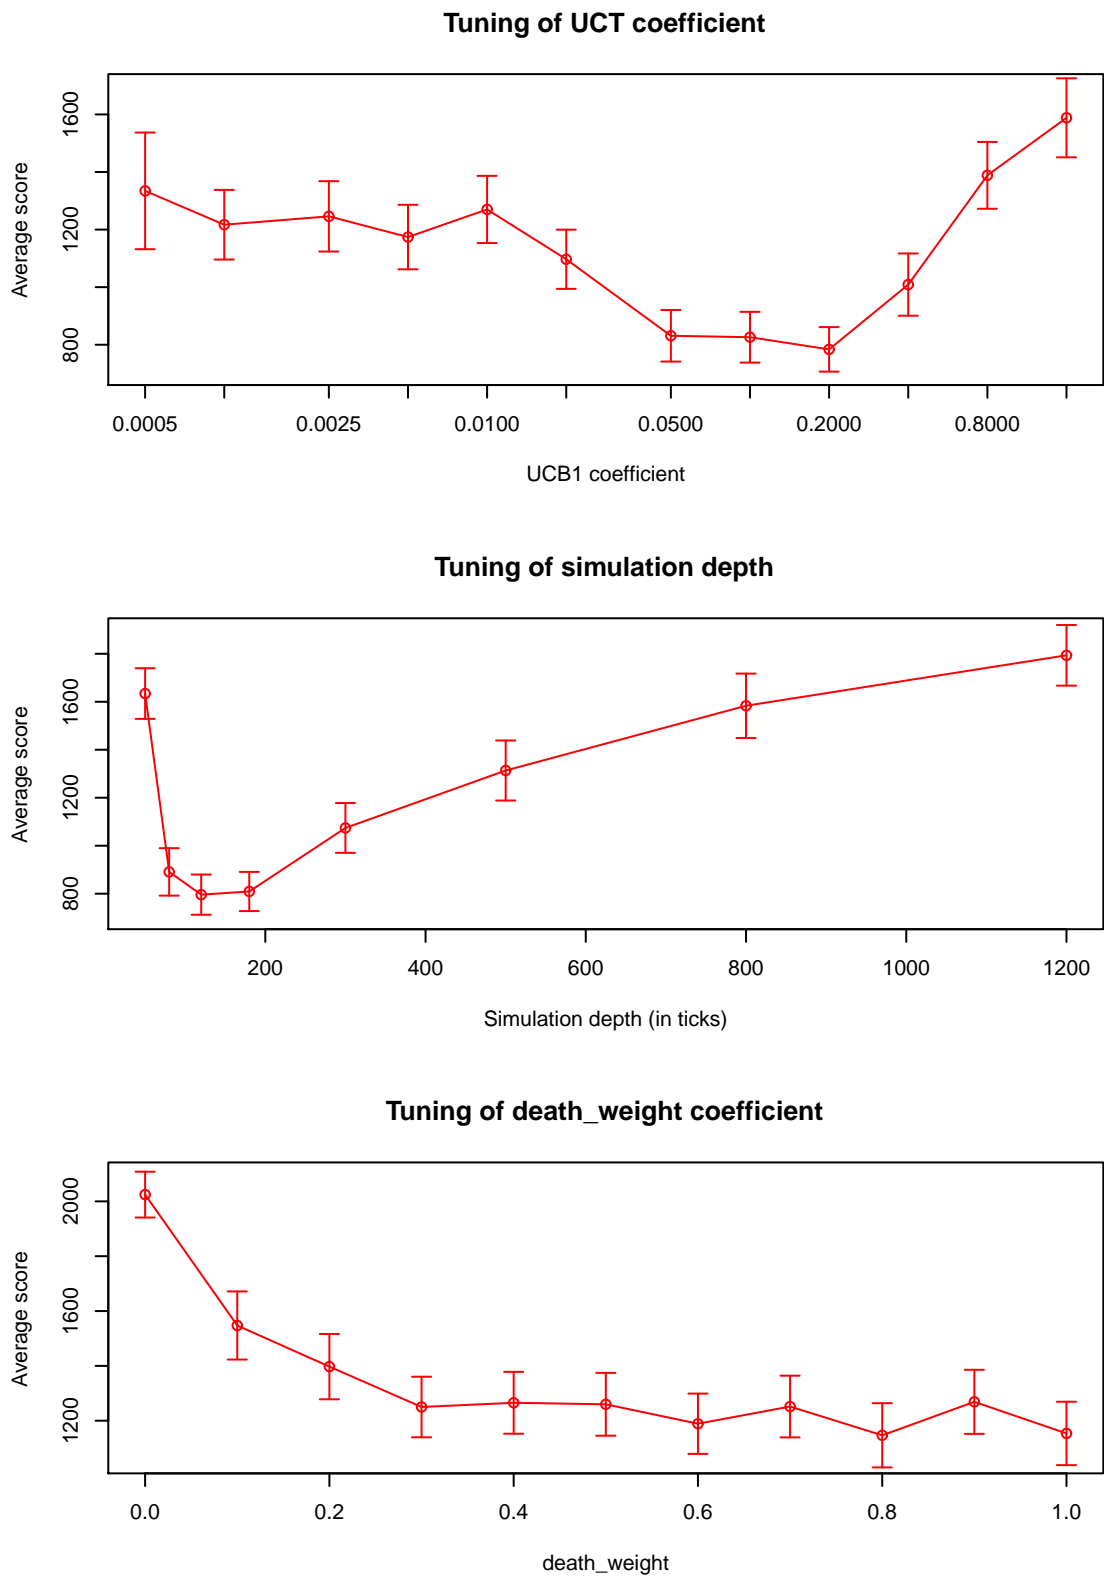 Tuning of UCT coefficient
Average score
1600
1200
800
0.0005 0.0025 0.0100 0.0500 0.2000 0.8000
UCB1 coefficient
Tuning of simulation depth
Average score
1600
1200
800
200 400 600 800 1000 1200
Simulation depth (in ticks)
Tuning of death_weight coefficient
Average score
2000
1600
1200
0.0 0.2 0.4 0.6 0.8 1.0
death_weight